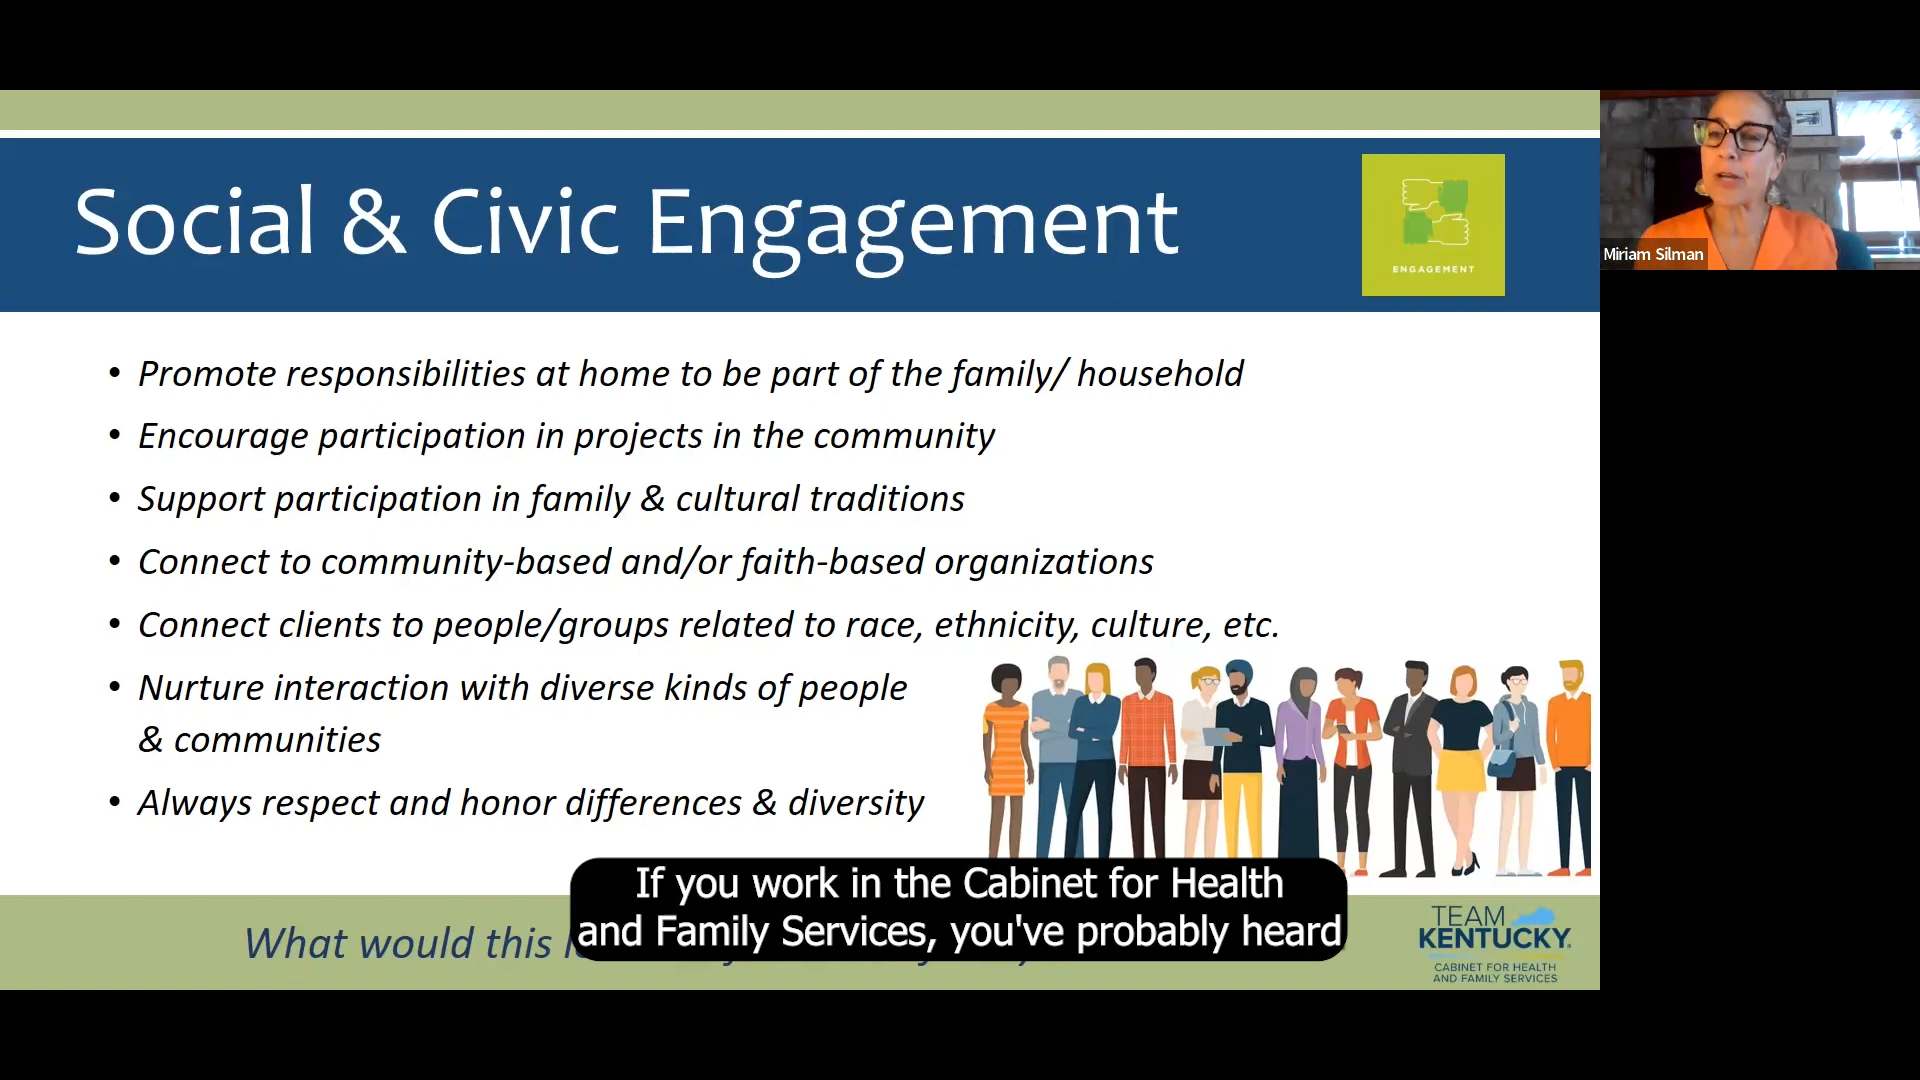 Social & Civic Engagement
ENGAGEMENT
Miriam Silman
• Promote responsibilities at home to be part of the family/ household
• Encourage participation in projects in the community
• Support participation in family & cultural traditions
• Connect to community-based and/or faith-based organizations
• Connect clients to people/groups related to race, ethnicity, culture, etc.
• Nurture interaction with diverse kinds of people
& communities
• Always respect and honor differences & diversity
If you work in the Cabinet for Health
and Family Services, you've probably heard
What would this
TEAM
KENTUCKY®
CABINET FOR HEALTH
AND FAMILY SERVICES